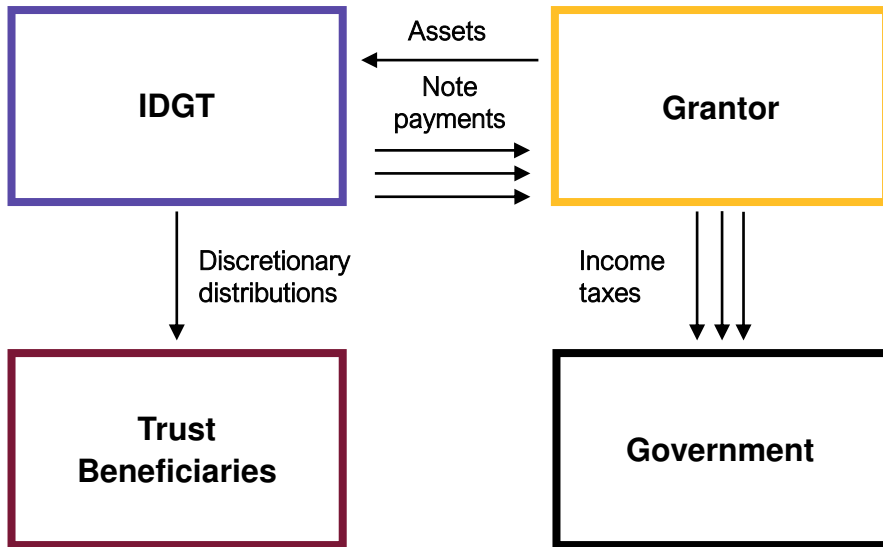 Assets
IDGT
Note
payments
Grantor
Discretionary
distributions
Income
taxes
Trust
Beneficiaries
Government